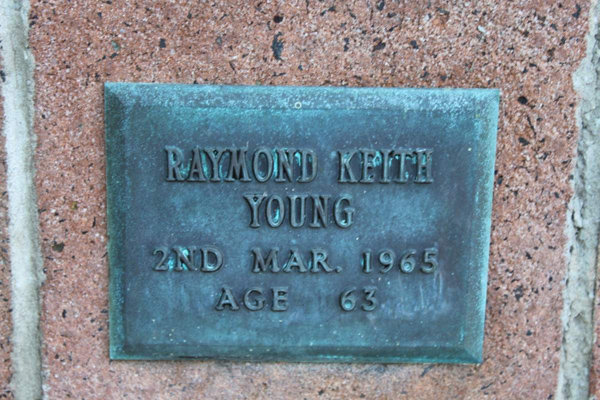 RAYMOND KEITH
YOUNG
2ND MAR. 1965
AGE 63